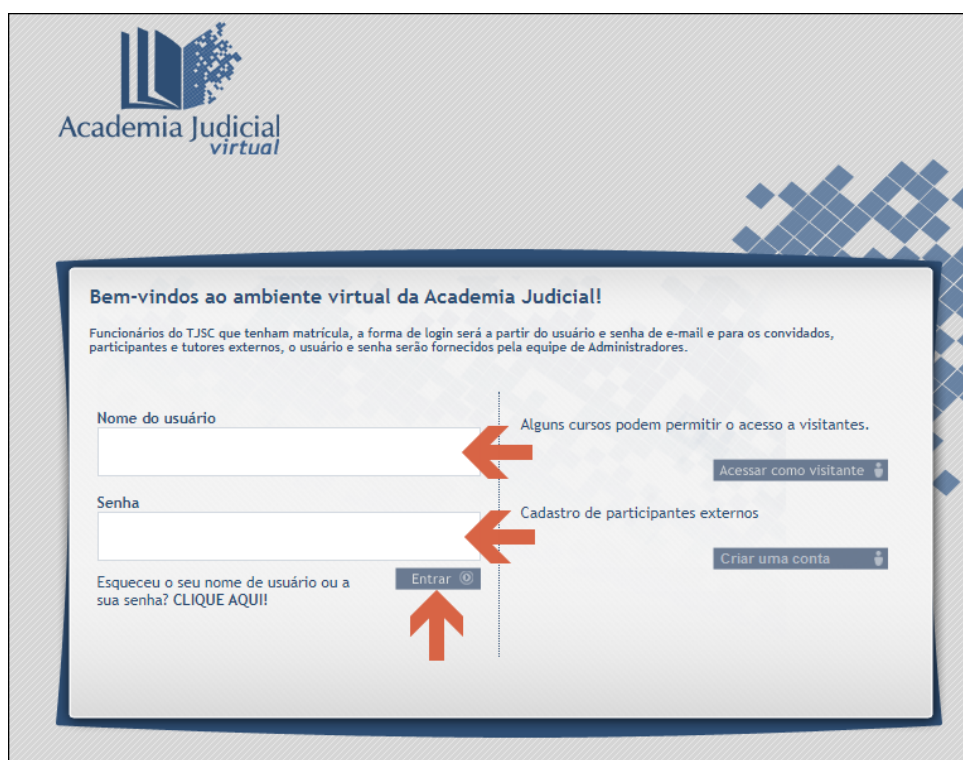 Academia Judicial
virtual
Bem-vindos ao ambiente virtual da Academia Judicial!
Funcionários do TJSC que tenham matrícula, a forma de login será a partir do usuário e senha de e-mail e para os convidados,
participantes e tutores externos, o usuário e senha serão fornecidos pela equipe de Administradores.
Nome do usuário
Senha
Esqueceu o seu nome de usuário ou a
sua senha? CLIQUE AQUI!
Entrar
Alguns cursos podem permitir o acesso a visitantes.
Acessar como visitante
Cadastro de participantes externos
Criar uma conta